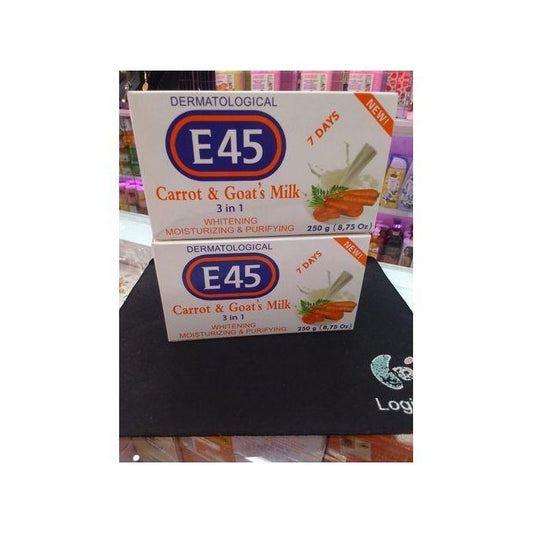 DERMATOLOGICAL
E45
NEW!
7 DAYS
Carrot & Goat's Milk
3 in 1
WHITENING
MOISTURIZING & PURIFYING
250 g (8,75 Oz)
DERMATOLOGICAL
E45
NEW!
7 DAYS
Carrot & Goat's Milk
3 in 1
WHITENING
MOISTURIZING & PURIFYING
250 g (8,75 Oz)
Logi